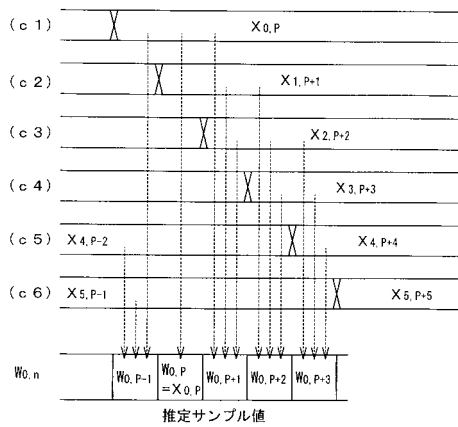 (c1) X0,P
(c2) X1,P+1
(c3) X2,P+2
(c4) X3,P+3
(c5) X4,P-2 X4,P+4
(c6) X5,P-1 X5,P+5
W0,n W0,P-1 W0,P W0,P+1 W0,P+2 W0,P+3
=X0,P
推定サンプル値